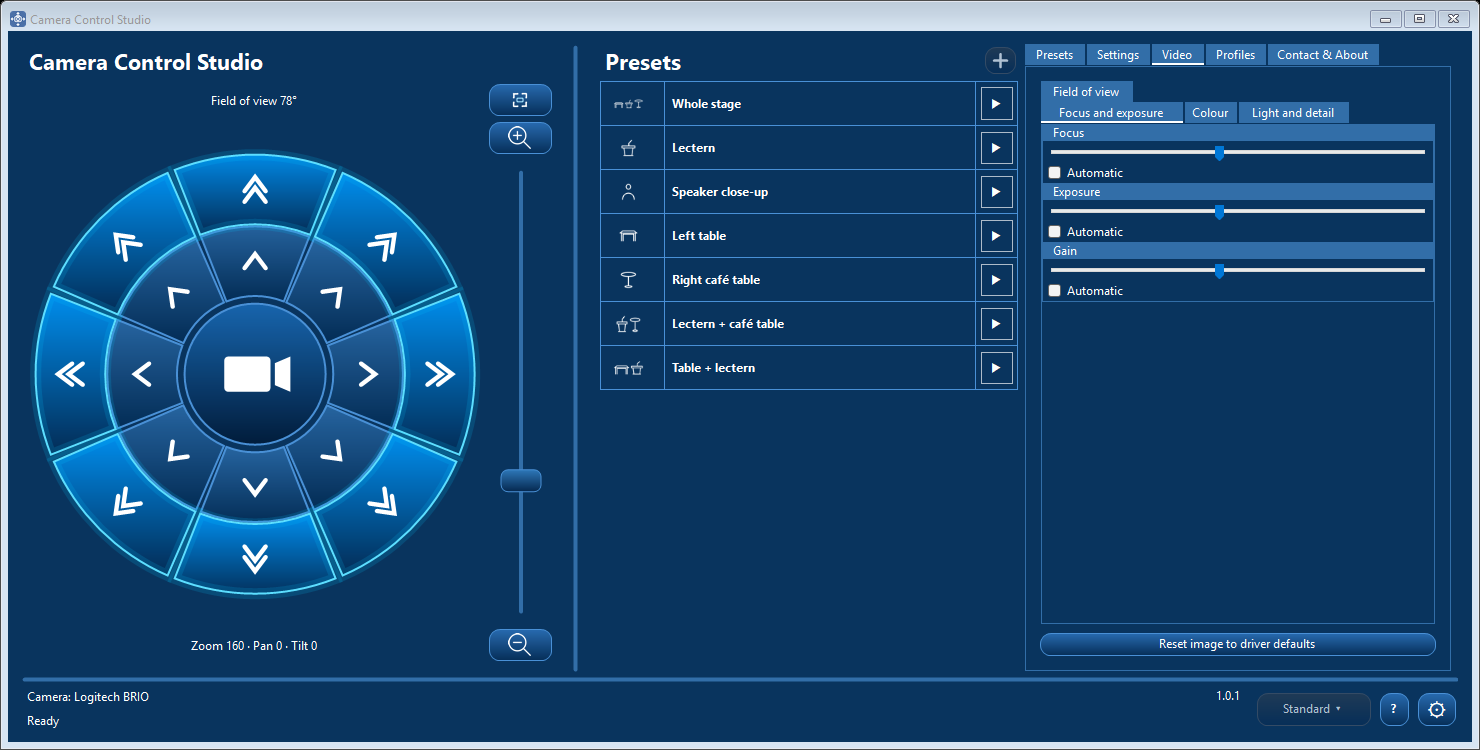 Camera Control Studio
Camera Control Studio
Field of view 78°
Zoom 160 · Pan 0 · Tilt 0
Presets
Whole stage
Lectern
Speaker close-up
Left table
Right café table
Lectern + café table
Table + lectern
Presets Settings Video Profiles Contact & About
Field of view
Focus and exposure Colour Light and detail
Focus
Automatic
Exposure
Automatic
Gain
Automatic
Reset image to driver defaults
Camera: Logitech BRIO
Ready
1.0.1
Standard
?